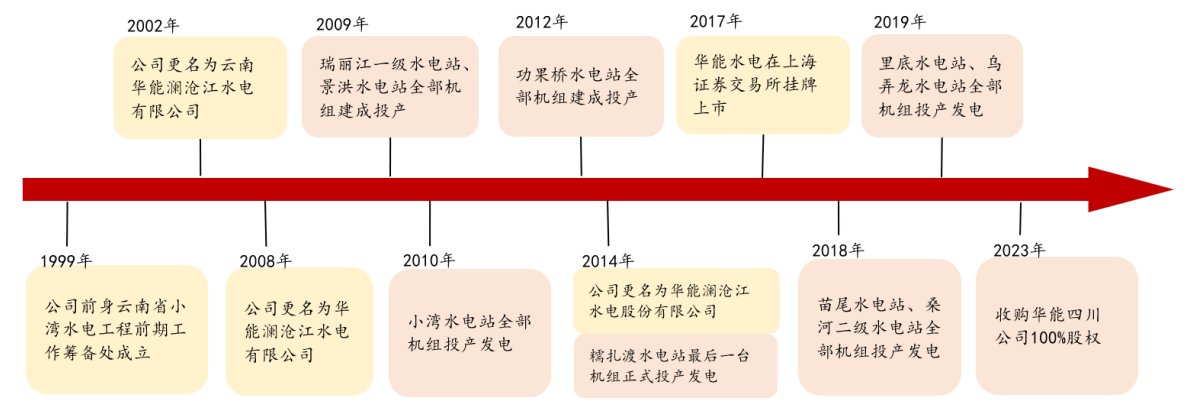 2002年
公司更名为云南
华能澜沧江水电
有限公司
2009年
瑞丽江一级水电站、
景洪水电站全部机
组建成投产
2012年
功果桥水电站全
部机组建成投产
2017年
华能水电在上海
证券交易所挂牌
上市
2019年
里底水电站、乌
弄龙水电站全部
机组投产发电
1999年
公司前身云南省小
湾水电工程前期工
作筹备处成立
2008年
公司更名为华
能澜沧江水电
有限公司
2010年
小湾水电站全部
机组投产发电
2014年
公司更名为华能澜沧江
水电股份有限公司
糯扎渡水电站最后一台
机组正式投产发电
2018年
苗尾水电站、桑
河二级水电站全
部机组投产发电
2023年
收购华能四川
公司100%股权